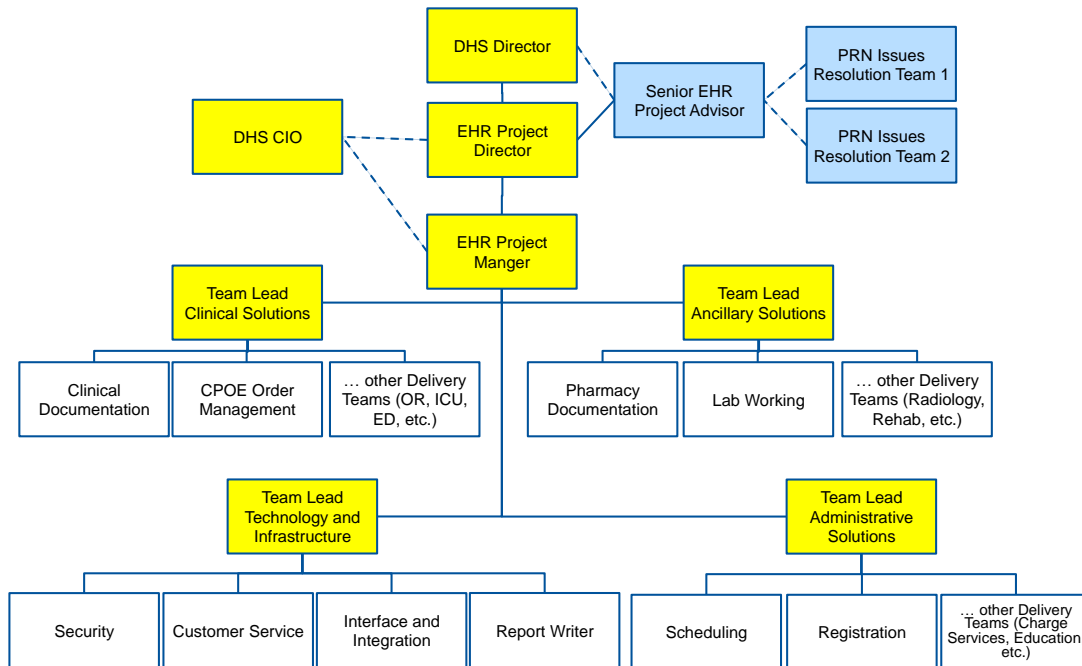 DHS Director
PRN Issues
Resolution Team 1
Senior EHR
Project Advisor
DHS CIO
EHR Project
Director
PRN Issues
Resolution Team 2
EHR Project
Manger
Team Lead
Clinical Solutions
Team Lead
Ancillary Solutions
Clinical
Documentation
CPOE Order
Management
… other Delivery
Teams (OR, ICU,
ED, etc.)
Pharmacy
Documentation
Lab Working
… other Delivery
Teams (Radiology,
Rehab, etc.)
Team Lead
Technology and
Infrastructure
Team Lead
Administrative
Solutions
Security
Customer Service
Interface and
Integration
Report Writer
Scheduling
Registration
… other Delivery
Teams (Charge
Services, Education
etc.)